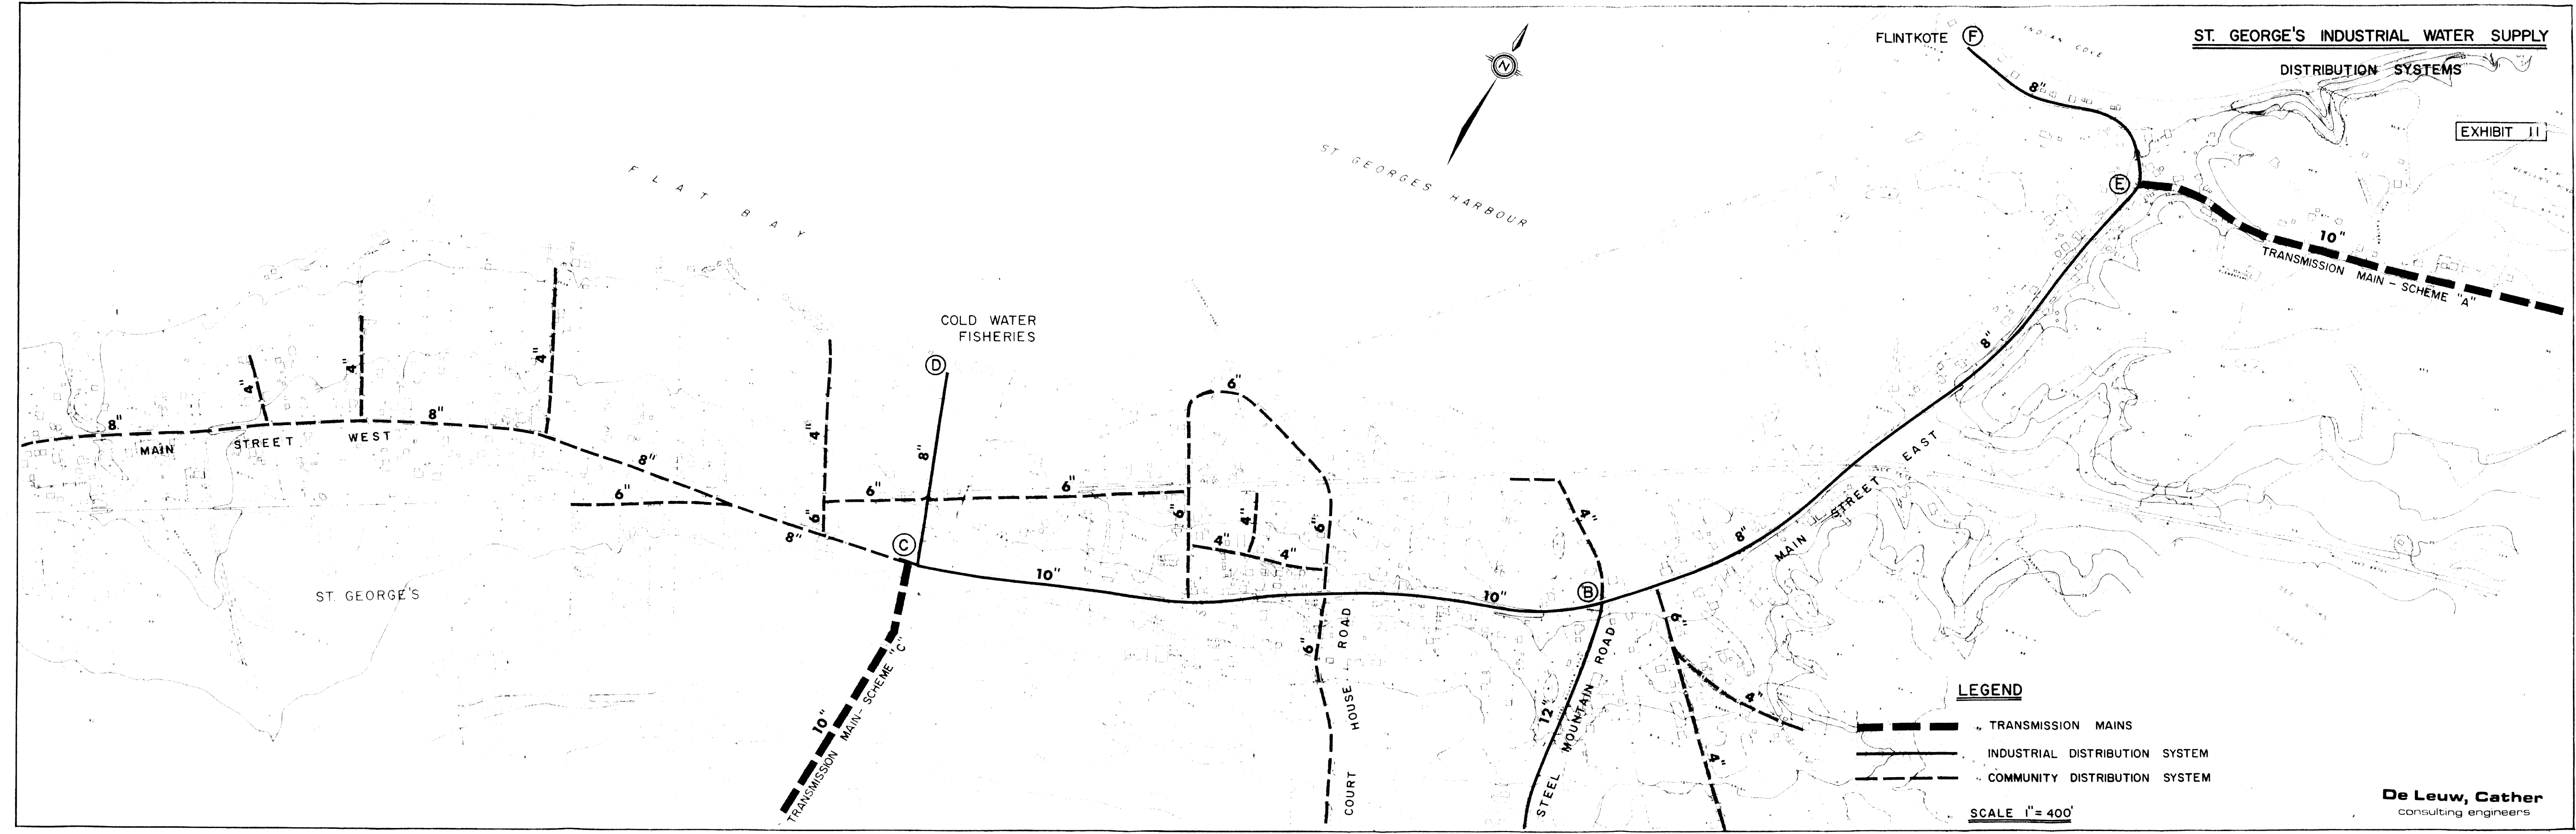 ST. GEORGE'S INDUSTRIAL WATER SUPPLY
DISTRIBUTION SYSTEMS
EXHIBIT 11
FLINTKOTE F
INDIAN COVE
8"
N
ST GEORGES HARBOUR
FLAT BAY
E
10"
TRANSMISSION MAIN - SCHEME "A"
COLD WATER
FISHERIES
D
8"
8"
4"
4"
4"
4"
6"
8"
8"
MAIN STREET WEST
8"
6"
6"
6"
6"
8"
C
6"
4"
4"
4"
6"
4"
8"
MAIN STREET EAST
10"
10"
B
ST. GEORGE'S
6"
COURT HOUSE ROAD
12"
STEEL MOUNTAIN ROAD
6"
4"
4"
10"
TRANSMISSION MAIN - SCHEME "C"
LEGEND
TRANSMISSION MAINS
INDUSTRIAL DISTRIBUTION SYSTEM
COMMUNITY DISTRIBUTION SYSTEM
SCALE 1" = 400'
De Leuw, Cather
consulting engineers